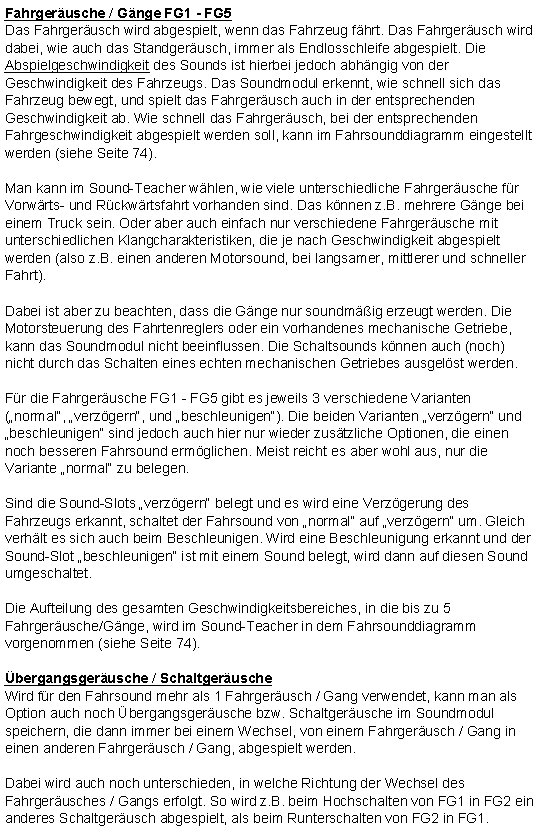 Fahrgeräusche / Gänge FG1 - FG5
Das Fahrgeräusch wird abgespielt, wenn das Fahrzeug fährt. Das Fahrgeräusch wird
dabei, wie auch das Standgeräusch, immer als Endlosschleife abgespielt. Die
Abspielgeschwindigkeit des Sounds ist hierbei jedoch abhängig von der
Geschwindigkeit des Fahrzeugs. Das Soundmodul erkennt, wie schnell sich das
Fahrzeug bewegt, und spielt das Fahrgeräusch auch in der entsprechenden
Geschwindigkeit ab. Wie schnell das Fahrgeräusch, bei der entsprechenden
Fahrgeschwindigkeit abgespielt werden soll, kann im Fahrsounddiagramm eingestellt
werden (siehe Seite 74).

Man kann im Sound-Teacher wählen, wie viele unterschiedliche Fahrgeräusche für
Vorwärts- und Rückwärtsfahrt vorhanden sind. Das können z.B. mehrere Gänge bei
einem Truck sein. Oder aber auch einfach nur verschiedene Fahrgeräusche mit
unterschiedlichen Klangcharakteristiken, die je nach Geschwindigkeit abgespielt
werden (also z.B. einen anderen Motorsound, bei langsamer, mittlerer und schneller
Fahrt).

Dabei ist aber zu beachten, dass die Gänge nur soundmäßig erzeugt werden. Die
Motorsteuerung des Fahrtenreglers oder ein vorhandenes mechanische Getriebe,
kann das Soundmodul nicht beeinflussen. Die Schaltsounds können auch (noch)
nicht durch das Schalten eines echten mechanischen Getriebes ausgelöst werden.

Für die Fahrgeräusche FG1 - FG5 gibt es jeweils 3 verschiedene Varianten
(„normal“, „verzögern“, und „beschleunigen“). Die beiden Varianten „verzögern“ und
„beschleunigen“ sind jedoch auch hier nur wieder zusätzliche Optionen, die einen
noch besseren Fahrsound ermöglichen. Meist reicht es aber wohl aus, nur die
Variante „normal“ zu belegen.

Sind die Sound-Slots „verzögern“ belegt und es wird eine Verzögerung des
Fahrzeugs erkannt, schaltet der Fahrsound von „normal“ auf „verzögern“ um. Gleich
verhält es sich auch beim Beschleunigen. Wird eine Beschleunigung erkannt und der
Sound-Slot „beschleunigen“ ist mit einem Sound belegt, wird dann auf diesen Sound
umgeschaltet.

Die Aufteilung des gesamten Geschwindigkeitsbereiches, in die bis zu 5
Fahrgeräusche/Gänge, wird im Sound-Teacher in dem Fahrsounddiagramm
vorgenommen (siehe Seite 74).

Übergangsgeräusche / Schaltgeräusche
Wird für den Fahrsound mehr als 1 Fahrgeräusch / Gang verwendet, kann man als
Option auch noch Übergangsgeräusche bzw. Schaltgeräusche im Soundmodul
speichern, die dann immer bei einem Wechsel, von einem Fahrgeräusch / Gang in
einen anderen Fahrgeräusch / Gang, abgespielt werden.

Dabei wird auch noch unterschieden, in welche Richtung der Wechsel des
Fahrgeräusches / Gangs erfolgt. So wird z.B. beim Hochschalten von FG1 in FG2 ein
anderes Schaltgeräusch abgespielt, als beim Runterschalten von FG2 in FG1.